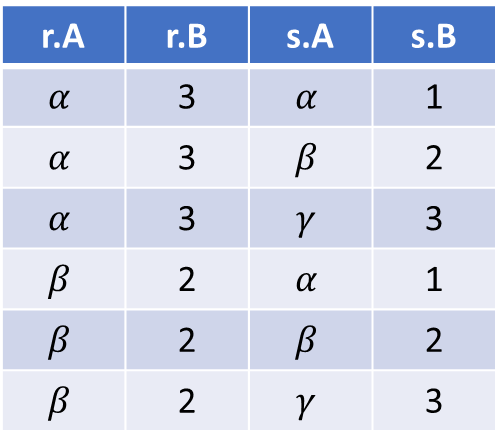 r.A r.B s.A s.B
α 3 α 1
α 3 β 2
α 3 γ 3
β 2 α 1
β 2 β 2
β 2 γ 3